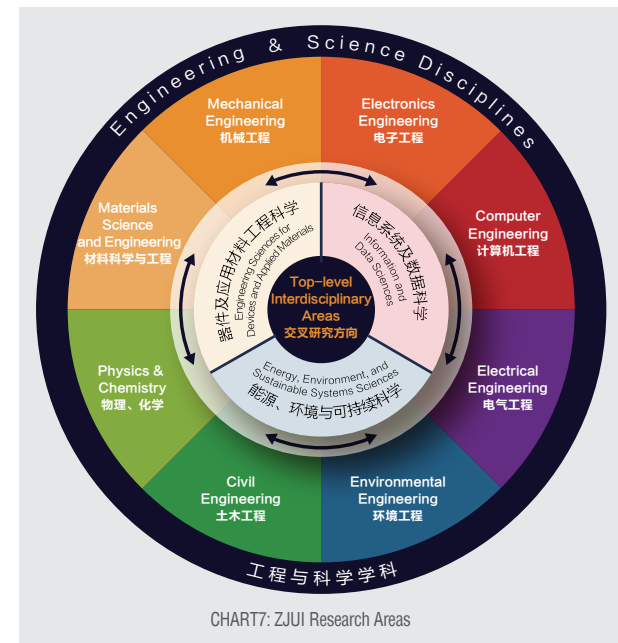 Engineering & Science Disciplines
Mechanical
Engineering
机械工程
Electronics
Engineering
电子工程
Materials
Science
and Engineering
材料科学与工程
Computer
Engineering
计算机工程
器件及应用材料工程科学
Engineering Sciences for
Devices and Applied Materials
信息系统及数据科学
Information and
Data Sciences
Top-level
Interdisciplinary
Areas
交叉研究方向
Energy, Environment, and
Sustainable Systems Sciences
能源、环境与可持续科学
Physics &
Chemistry
物理、化学
Electrical
Engineering
电气工程
Civil
Engineering
土木工程
Environmental
Engineering
环境工程
工程与科学学科
CHART7: ZJUI Research Areas